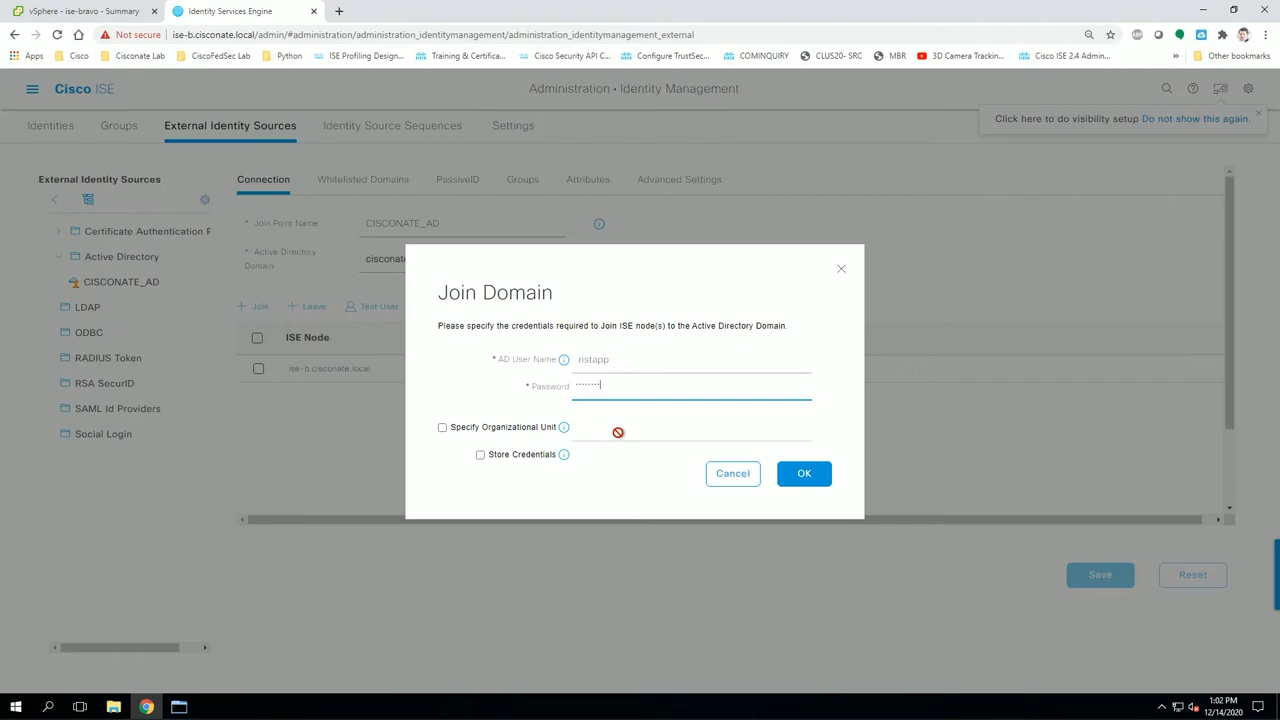 vSphere - ise-bravo - Summary
Identity Services Engine
Not secure
ise-b.cisconate.local/admin/#administration/administration_identitymanagement/administration_identitymanagement_external
Apps
Cisco
Cisconate Lab
CiscoFedSec Lab
Python
ISE Profiling Design...
Training & Certifica...
Cisco Security API C...
Configure TrustSec...
CLUS20- SRC
COMINQUIRY
MBR
3D Camera Trackin...
Cisco ISE 2.4 Admin...
Other bookmarks
Cisco ISE
Administration • Identity Management
Identities
Groups
External Identity Sources
Identity Source Sequences
Settings
Click here to do visibility setup Do not show this again.
External Identity Sources
Certificate Authentication P
Active Directory
CISCONATE_AD
LDAP
ODBC
RADIUS Token
RSA SecurID
SAML Id Providers
Social Login
Connection
Whitelisted Domains
PassiveID
Groups
Attributes
Advanced Settings
* Join Point Name
CISCONATE_AD
* Active Directory
Domain
cisconate
+ Join
+ Leave
Test User
ISE Node
ise-b.cisconate.local
Join Domain
Please specify the credentials required to Join ISE node(s) to the Active Directory Domain.
* AD User Name
nstapp
* Password
········
Specify Organizational Unit
Store Credentials
Cancel
OK
Save
Reset
1:02 PM
12/14/2020